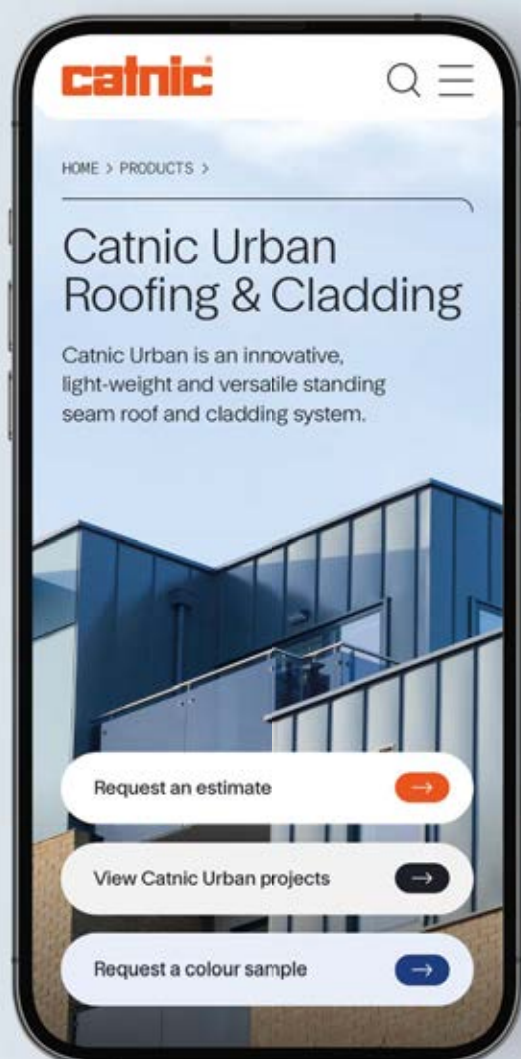 catnic
HOME > PRODUCTS >
Catnic Urban
Roofing & Cladding
Catnic Urban is an innovative,
light-weight and versatile standing
seam roof and cladding system.
Request an estimate
View Catnic Urban projects
Request a colour sample